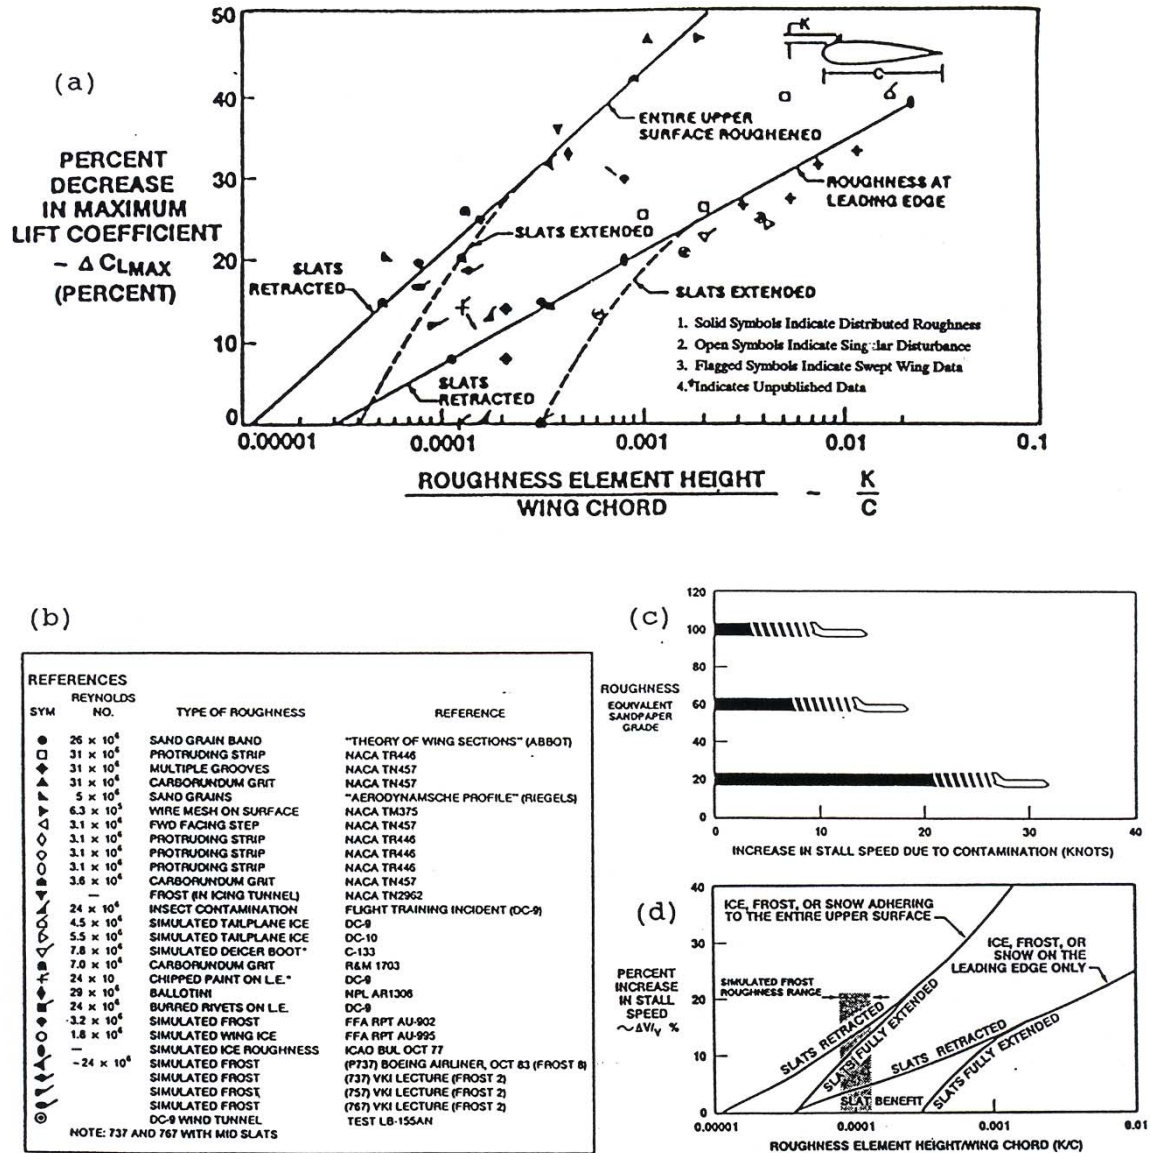 (a)
50
40
30
20
10
0
PERCENT
DECREASE
IN MAXIMUM
LIFT COEFFICIENT
~ Δ CLMAX
(PERCENT)
K
C
ENTIRE UPPER
SURFACE ROUGHENED
ROUGHNESS AT
LEADING EDGE
SLATS EXTENDED
SLATS
RETRACTED
SLATS EXTENDED
1. Solid Symbols Indicate Distributed Roughness
2. Open Symbols Indicate Singular Disturbance
3. Flagged Symbols Indicate Swept Wing Data
4. Indicates Unpublished Data
SLATS
RETRACTED
0.00001 0.0001 0.001 0.01 0.1
ROUGHNESS ELEMENT HEIGHT ~ K
WING CHORD C
(b)
REFERENCES
REYNOLDS
SYM NO. TYPE OF ROUGHNESS REFERENCE
26 × 10⁶ SAND GRAIN BAND "THEORY OF WING SECTIONS" (ABBOT)
31 × 10⁶ PROTRUDING STRIP NACA TR446
31 × 10⁶ MULTIPLE GROOVES NACA TN457
31 × 10⁶ CARBORUNDUM GRIT NACA TN457
5 × 10⁶ SAND GRAINS "AERODYNAMSCHE PROFILE" (RIEGELS)
6.3 × 10⁵ WIRE MESH ON SURFACE NACA TM375
3.1 × 10⁶ FWD FACING STEP NACA TN457
3.1 × 10⁶ PROTRUDING STRIP NACA TR446
3.1 × 10⁶ PROTRUDING STRIP NACA TR446
3.1 × 10⁶ PROTRUDING STRIP NACA TR446
3.6 × 10⁶ CARBORUNDUM GRIT NACA TN457
— FROST (IN ICING TUNNEL) NACA TN2962
24 × 10⁶ INSECT CONTAMINATION FLIGHT TRAINING INCIDENT (DC-9)
4.5 × 10⁶ SIMULATED TAILPLANE ICE DC-9
5.5 × 10⁶ SIMULATED TAILPLANE ICE DC-10
7.8 × 10⁶ SIMULATED DEICER BOOT* C-133
7.0 × 10⁶ CARBORUNDUM GRIT R&M 1703
24 × 10 CHIPPED PAINT ON L.E.* DC-9
29 × 10⁶ BALLOTINI NPL AR1306
24 × 10⁶ BURRED RIVETS ON L.E. DC-9
3.2 × 10⁶ SIMULATED FROST FFA RPT AU-902
1.8 × 10⁶ SIMULATED WING ICE FFA RPT AU-995
— SIMULATED ICE ROUGHNESS ICAO BUL OCT 77
~24 × 10⁶ SIMULATED FROST (P737) BOEING AIRLINER, OCT 83 (FROST 8)
SIMULATED FROST (737) VKI LECTURE (FROST 2)
SIMULATED FROST (757) VKI LECTURE (FROST 2)
SIMULATED FROST (767) VKI LECTURE (FROST 2)
DC-9 WIND TUNNEL TEST LB-155AN
NOTE: 737 AND 767 WITH MID SLATS
(c)
120
100
80
60
40
20
0
ROUGHNESS
EQUIVALENT
SANDPAPER
GRADE
0 10 20 30 40
INCREASE IN STALL SPEED DUE TO CONTAMINATION (KNOTS)
(d)
40
30
20
10
0
PERCENT
INCREASE
IN STALL
SPEED
~ΔV/V %
ICE, FROST, OR SNOW ADHERING
TO THE ENTIRE UPPER SURFACE
ICE, FROST, OR
SNOW ON THE
LEADING EDGE ONLY
SIMULATED FROST
ROUGHNESS RANGE
SLATS RETRACTED
SLATS FULLY EXTENDED
SLATS RETRACTED
SLATS FULLY EXTENDED
SLAT BENEFIT
0.00001 0.0001 0.001 0.01
ROUGHNESS ELEMENT HEIGHT/WING CHORD (K/C)